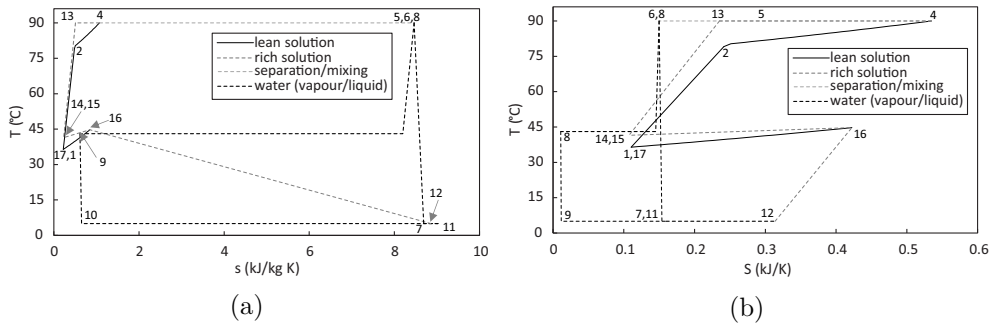 13 4 5,6,8
90
75
60
45
30
15
0
T (°C)
2
14,15
16
17,1
9
10
12
7 11
lean solution
rich solution
separation/mixing
water (vapour/liquid)
0 2 4 6 8 10
s (kJ/kg K)
(a)
6,8 13 5 4
90
75
60
45
30
15
0
T (°C)
2
lean solution
rich solution
separation/mixing
water (vapour/liquid)
8
14,15
1,17
16
9
7,11
12
0 0.1 0.2 0.3 0.4 0.5 0.6
S (kJ/K)
(b)